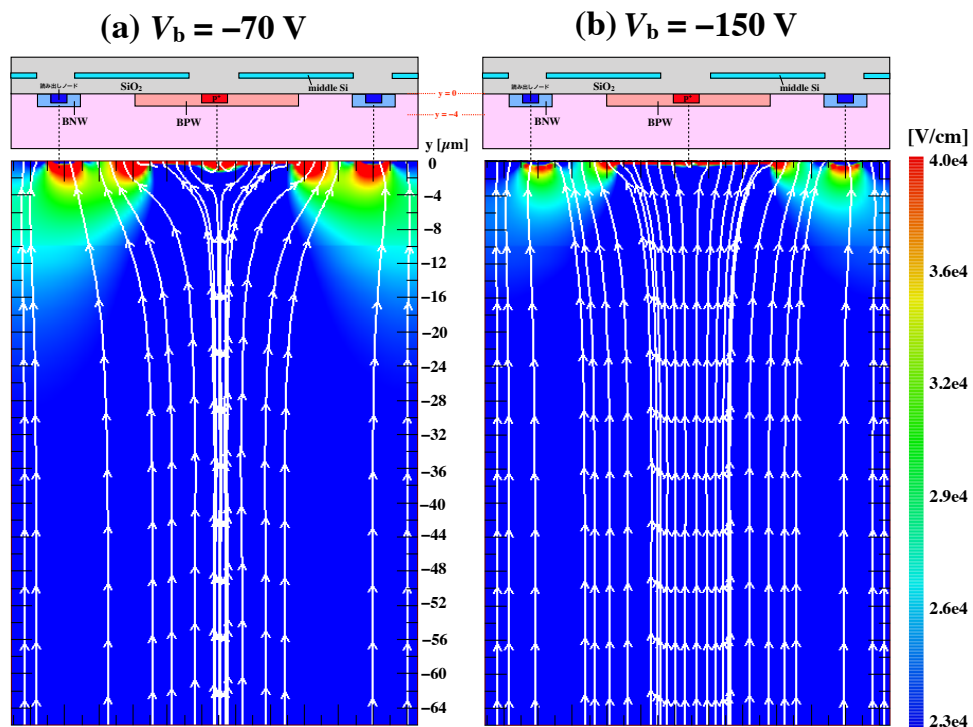 (a) Vb = −70 V
(b) Vb = −150 V
読み出しノード
SiO2
middle Si
p+
BNW
BPW
y = 0
y = −4
読み出しノード
SiO2
middle Si
p+
BNW
BPW
y [μm]
0
−4
−8
−12
−16
−20
−24
−28
−32
−36
−40
−44
−48
−52
−56
−60
−64
[V/cm]
4.0e4
3.6e4
3.2e4
2.9e4
2.6e4
2.3e4